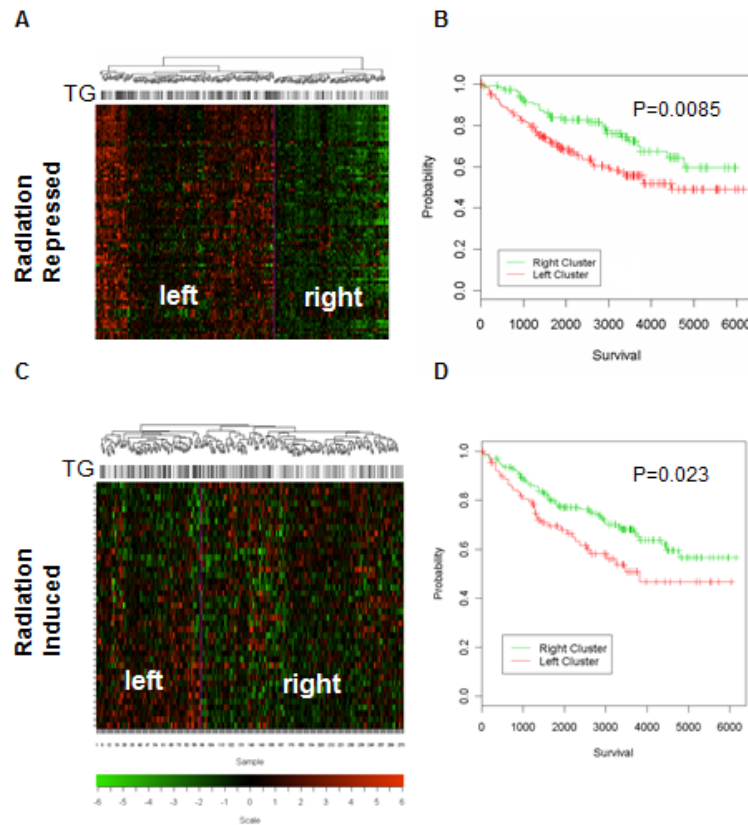 A
TG
Radiation
Repressed
left
right
B
P=0.0085
Probability
1.0
0.8
0.6
0.4
0.2
0.0
Right Cluster
Left Cluster
0 1000 2000 3000 4000 5000 6000
Survival
C
TG
Radiation
Induced
left
right
Sample
-6 -5 -4 -3 -2 -1 0 1 2 3 4 5 6
Scale
D
P=0.023
Probability
1.0
0.8
0.6
0.4
0.2
0.0
Right Cluster
Left Cluster
0 1000 2000 3000 4000 5000 6000
Survival